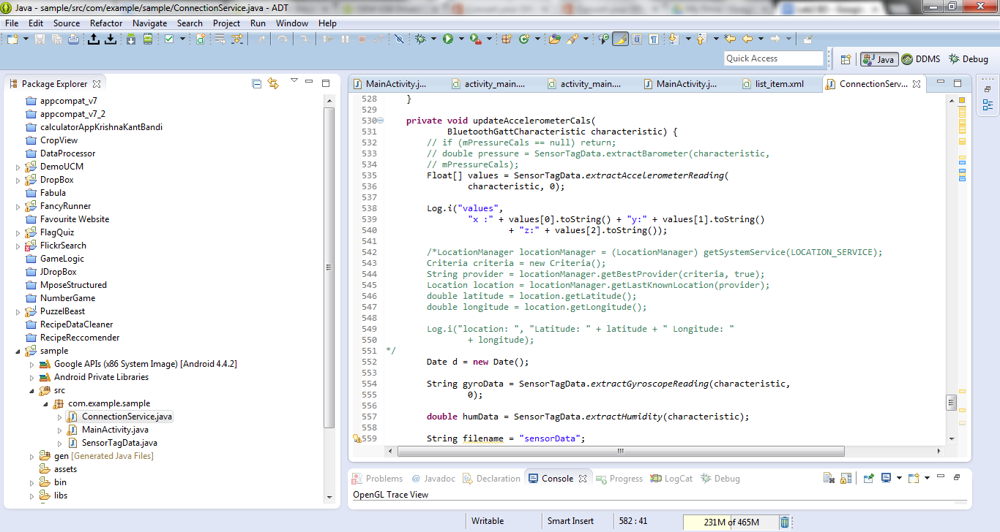 Java - sample/src/com/example/sample/ConnectionService.java - ADT
File Edit Source Refactor Navigate Search Project Run Window Help
Quick Access
Java DDMS Debug
Package Explorer
appcompat_v7
appcompat_v7_2
calculatorAppKrishnaKantBandi
CropView
DataProcessor
DemoUCM
DropBox
Fabula
FancyRunner
Favourite Website
FlagQuiz
FlickrSearch
GameLogic
JDropBox
MposeStructured
NumberGame
PuzzelBeast
RecipeDataCleaner
RecipeReccomender
sample
Google APIs (x86 System Image) [Android 4.4.2]
Android Private Libraries
src
com.example.sample
ConnectionService.java
MainActivity.java
SensorTagData.java
gen [Generated Java Files]
assets
bin
libs
MainActivity.j... activity_main.... activity_main.... MainActivity.j... list_item.xml ConnectionServ...
528 }
529
530 private void updateAccelerometerCals(
531 BluetoothGattCharacteristic characteristic) {
532 // if (mPressureCals == null) return;
533 // double pressure = SensorTagData.extractBarometer(characteristic,
534 // mPressureCals);
535 Float[] values = SensorTagData.extractAccelerometerReading(
536 characteristic, 0);
537
538 Log.i("values",
539 "x :" + values[0].toString() + "y:" + values[1].toString()
540 + "z:" + values[2].toString());
541
542 /*LocationManager locationManager = (LocationManager) getSystemService(LOCATION_SERVICE);
543 Criteria criteria = new Criteria();
544 String provider = locationManager.getBestProvider(criteria, true);
545 Location location = locationManager.getLastKnownLocation(provider);
546 double latitude = location.getLatitude();
547 double longitude = location.getLongitude();
548
549 Log.i("location: ", "Latitude: " + latitude + " Longitude: "
550 + longitude);
551 */
552 Date d = new Date();
553
554 String gyroData = SensorTagData.extractGyroscopeReading(characteristic,
555 0);
556
557 double humData = SensorTagData.extractHumidity(characteristic);
558
559 String filename = "sensorData";
Problems @ Javadoc Declaration Console Progress LogCat Debug
OpenGL Trace View
Writable Smart Insert 582 : 41 231M of 465M